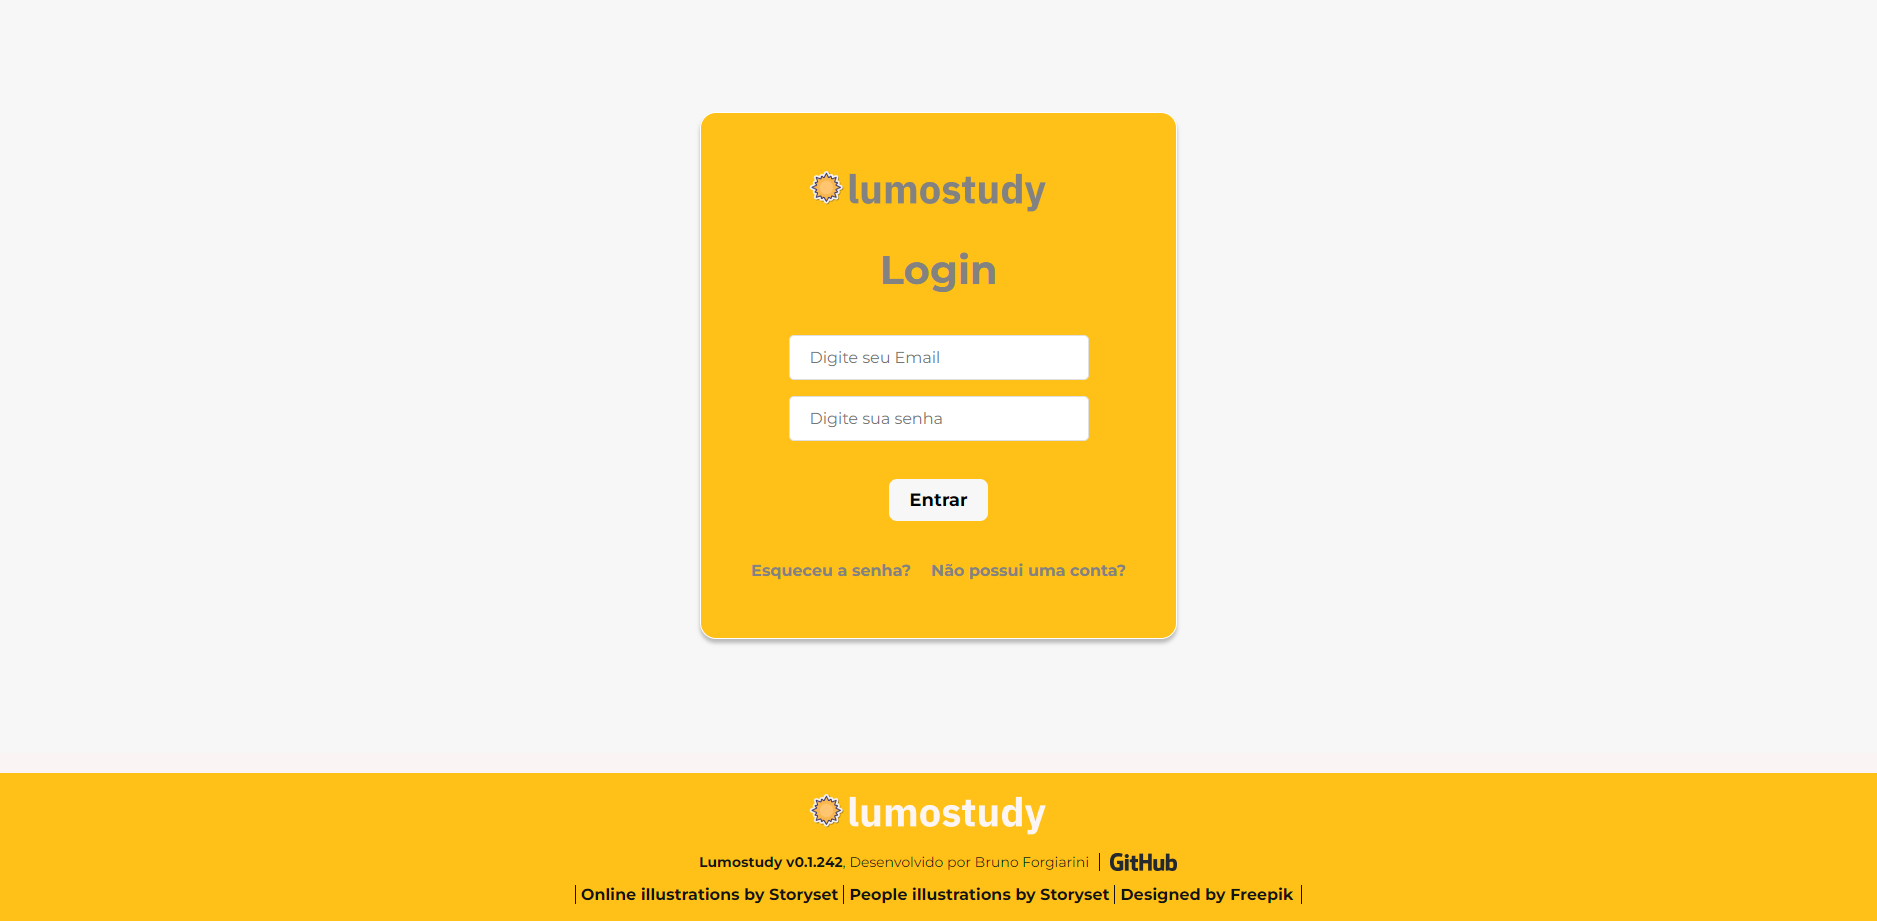 lumostudy
Login
Digite seu Email
Digite sua senha
Entrar
Esqueceu a senha? Não possui uma conta?
lumostudy
Lumostudy v0.1.242, Desenvolvido por Bruno Forgiarini | GitHub
| Online illustrations by Storyset | People illustrations by Storyset | Designed by Freepik |